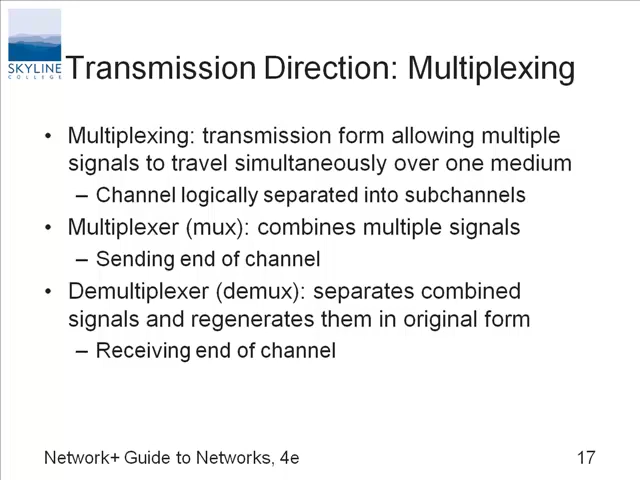 SKYLINE
COLLEGE
Transmission Direction: Multiplexing
• Multiplexing: transmission form allowing multiple
signals to travel simultaneously over one medium
– Channel logically separated into subchannels
• Multiplexer (mux): combines multiple signals
– Sending end of channel
• Demultiplexer (demux): separates combined
signals and regenerates them in original form
– Receiving end of channel
Network+ Guide to Networks, 4e
17